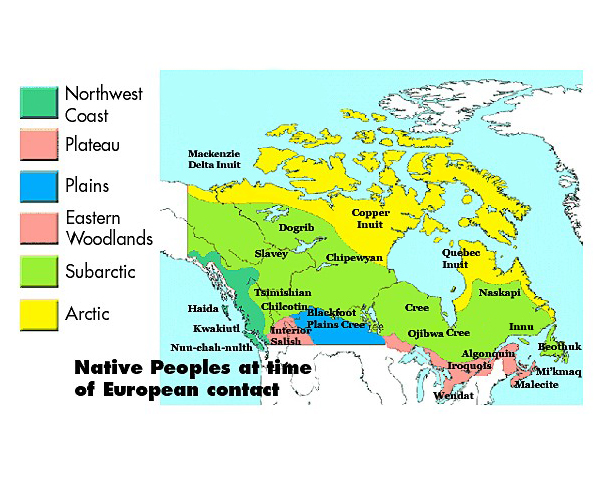 Northwest
Coast
Plateau
Plains
Eastern
Woodlands
Subarctic
Arctic
Mackenzie
Delta Inuit
Copper
Inuit
Dogrib
Slavey
Chipewyan
Quebec
Inuit
Naskapi
Tsimishian
Chilcotin
Haida
Blackfoot
Plains Cree
Cree
Kwakiutl
Interior
Salish
Ojibwa Cree
Innu
Nun-chah-nulth
Algonquin
Beothuk
Iroquois
Mi'kmaq
Malecite
Wendat
Native Peoples at time
of European contact